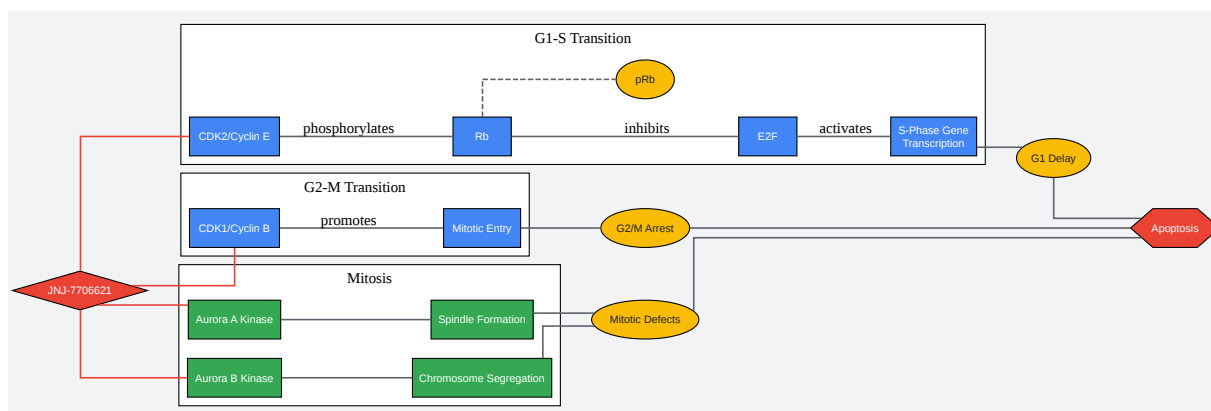 G1-S Transition
pRb
CDK2/Cyclin E
phosphorylates
Rb
inhibits
E2F
activates
S-Phase Gene
Transcription
G1 Delay
G2-M Transition
CDK1/Cyclin B
promotes
Mitotic Entry
G2/M Arrest
Apoptosis
JNJ-7706621
Mitosis
Aurora A Kinase
Spindle Formation
Mitotic Defects
Aurora B Kinase
Chromosome Segregation